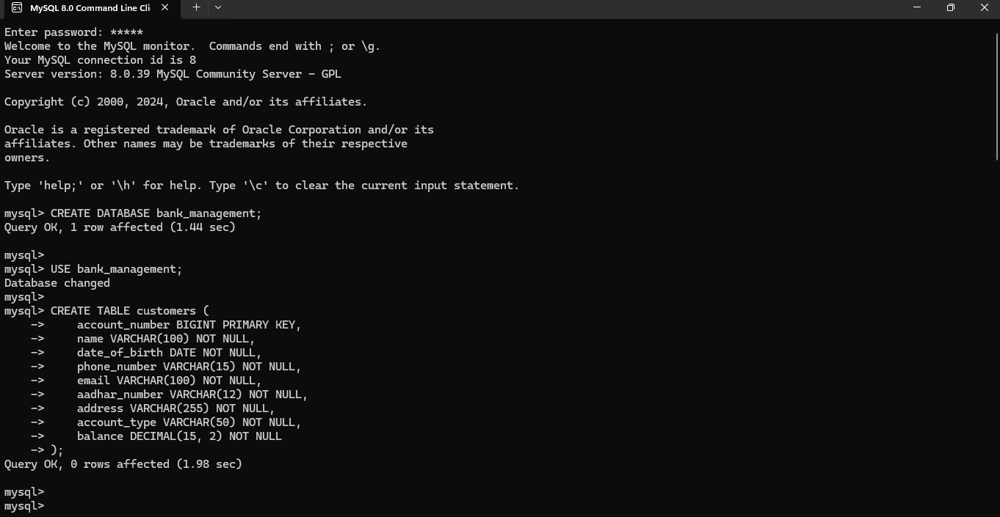 MySQL 8.0 Command Line Cli
Enter password: *****
Welcome to the MySQL monitor.  Commands end with ; or \g.
Your MySQL connection id is 8
Server version: 8.0.39 MySQL Community Server - GPL
Copyright (c) 2000, 2024, Oracle and/or its affiliates.
Oracle is a registered trademark of Oracle Corporation and/or its
affiliates. Other names may be trademarks of their respective
owners.
Type 'help;' or '\h' for help. Type '\c' to clear the current input statement.
mysql> CREATE DATABASE bank_management;
Query OK, 1 row affected (1.44 sec)
mysql>
mysql> USE bank_management;
Database changed
mysql>
mysql> CREATE TABLE customers (
    ->     account_number BIGINT PRIMARY KEY,
    ->     name VARCHAR(100) NOT NULL,
    ->     date_of_birth DATE NOT NULL,
    ->     phone_number VARCHAR(15) NOT NULL,
    ->     email VARCHAR(100) NOT NULL,
    ->     aadhar_number VARCHAR(12) NOT NULL,
    ->     address VARCHAR(255) NOT NULL,
    ->     account_type VARCHAR(50) NOT NULL,
    ->     balance DECIMAL(15, 2) NOT NULL
    -> );
Query OK, 0 rows affected (1.98 sec)
mysql>
mysql>